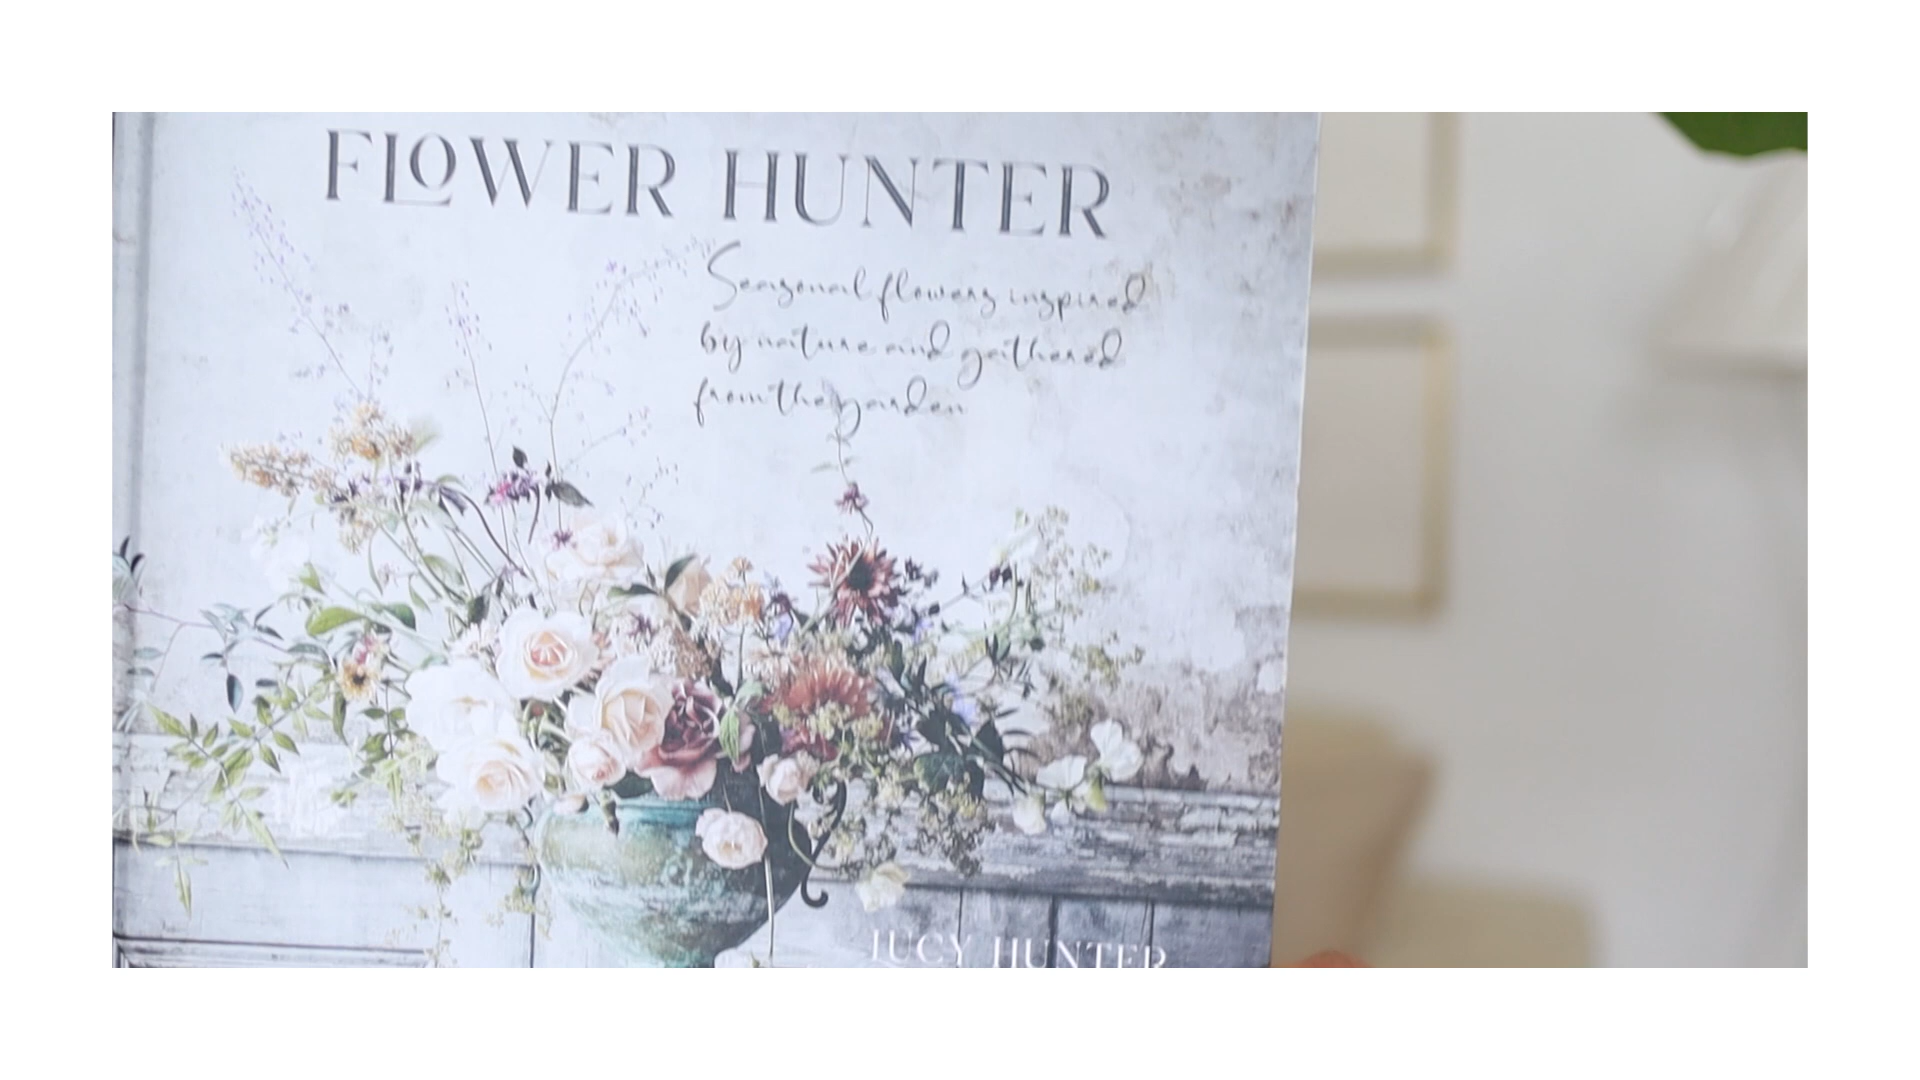 FLOWER HUNTER
Seasonal flowers inspired
by nature and gathered
from the garden
LUCY HUNTER